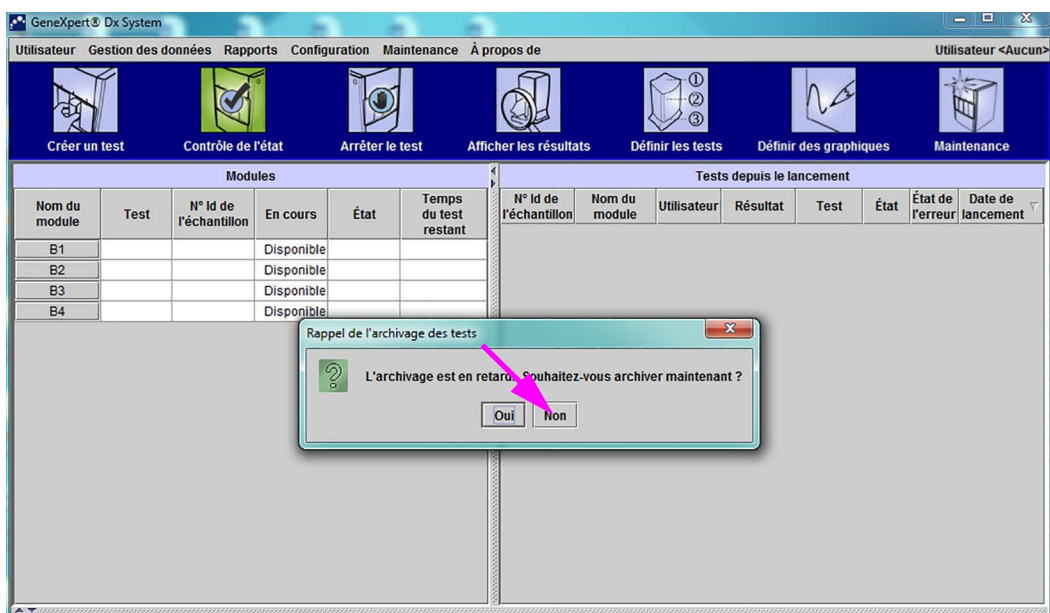 GeneXpert® Dx System
Utilisateur Gestion des données Rapports Configuration Maintenance À propos de Utilisateur <Aucun>
Créer un test Contrôle de l'état Arrêter le test Afficher les résultats Définir les tests Définir des graphiques Maintenance
Modules
Nom du module Test N° Id de l'échantillon En cours État Temps du test restant
B1 Disponible
B2 Disponible
B3 Disponible
B4 Disponible
Tests depuis le lancement
N° Id de l'échantillon Nom du module Utilisateur Résultat Test État État de l'erreur Date de lancement
Rappel de l'archivage des tests
L'archivage est en retard. Souhaitez-vous archiver maintenant ?
Oui Non